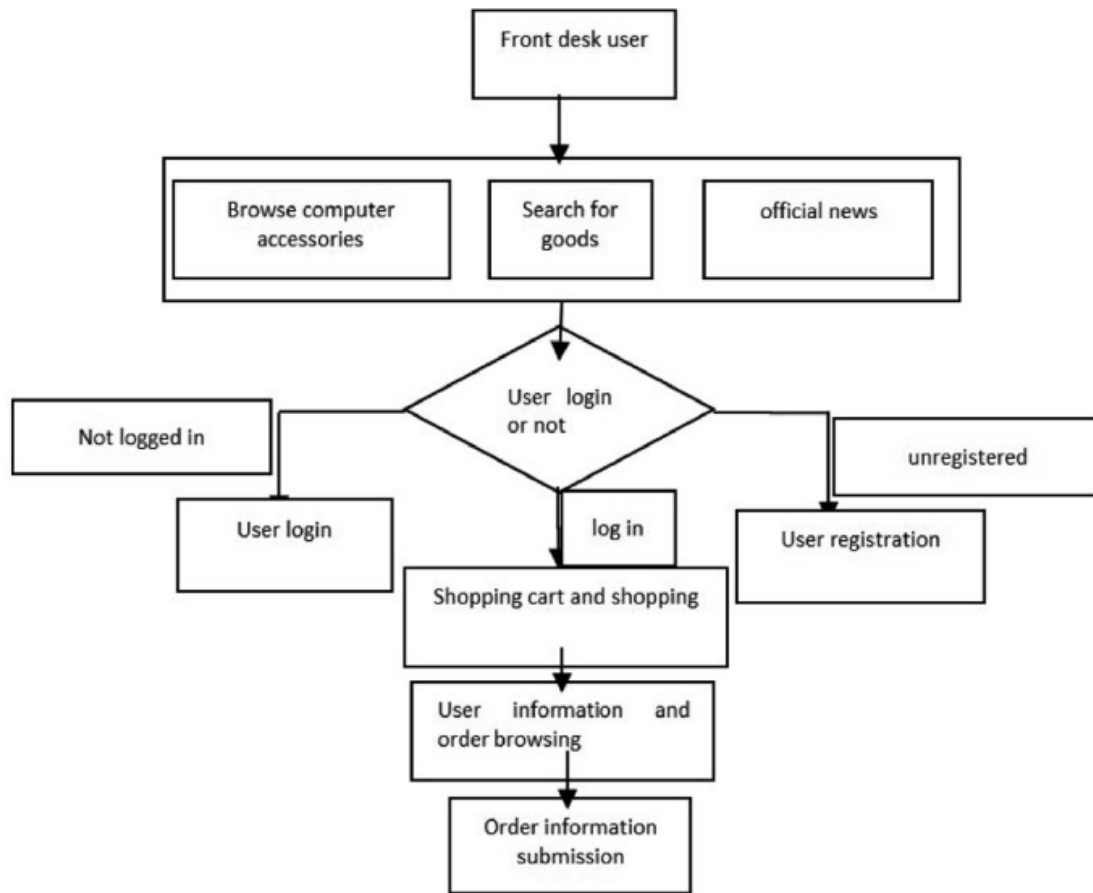 Front desk user
Browse computer
accessories
Search for
goods
official news
User login
or not
Not logged in
unregistered
User login
log in
User registration
Shopping cart and shopping
User information and
order browsing
Order information
submission